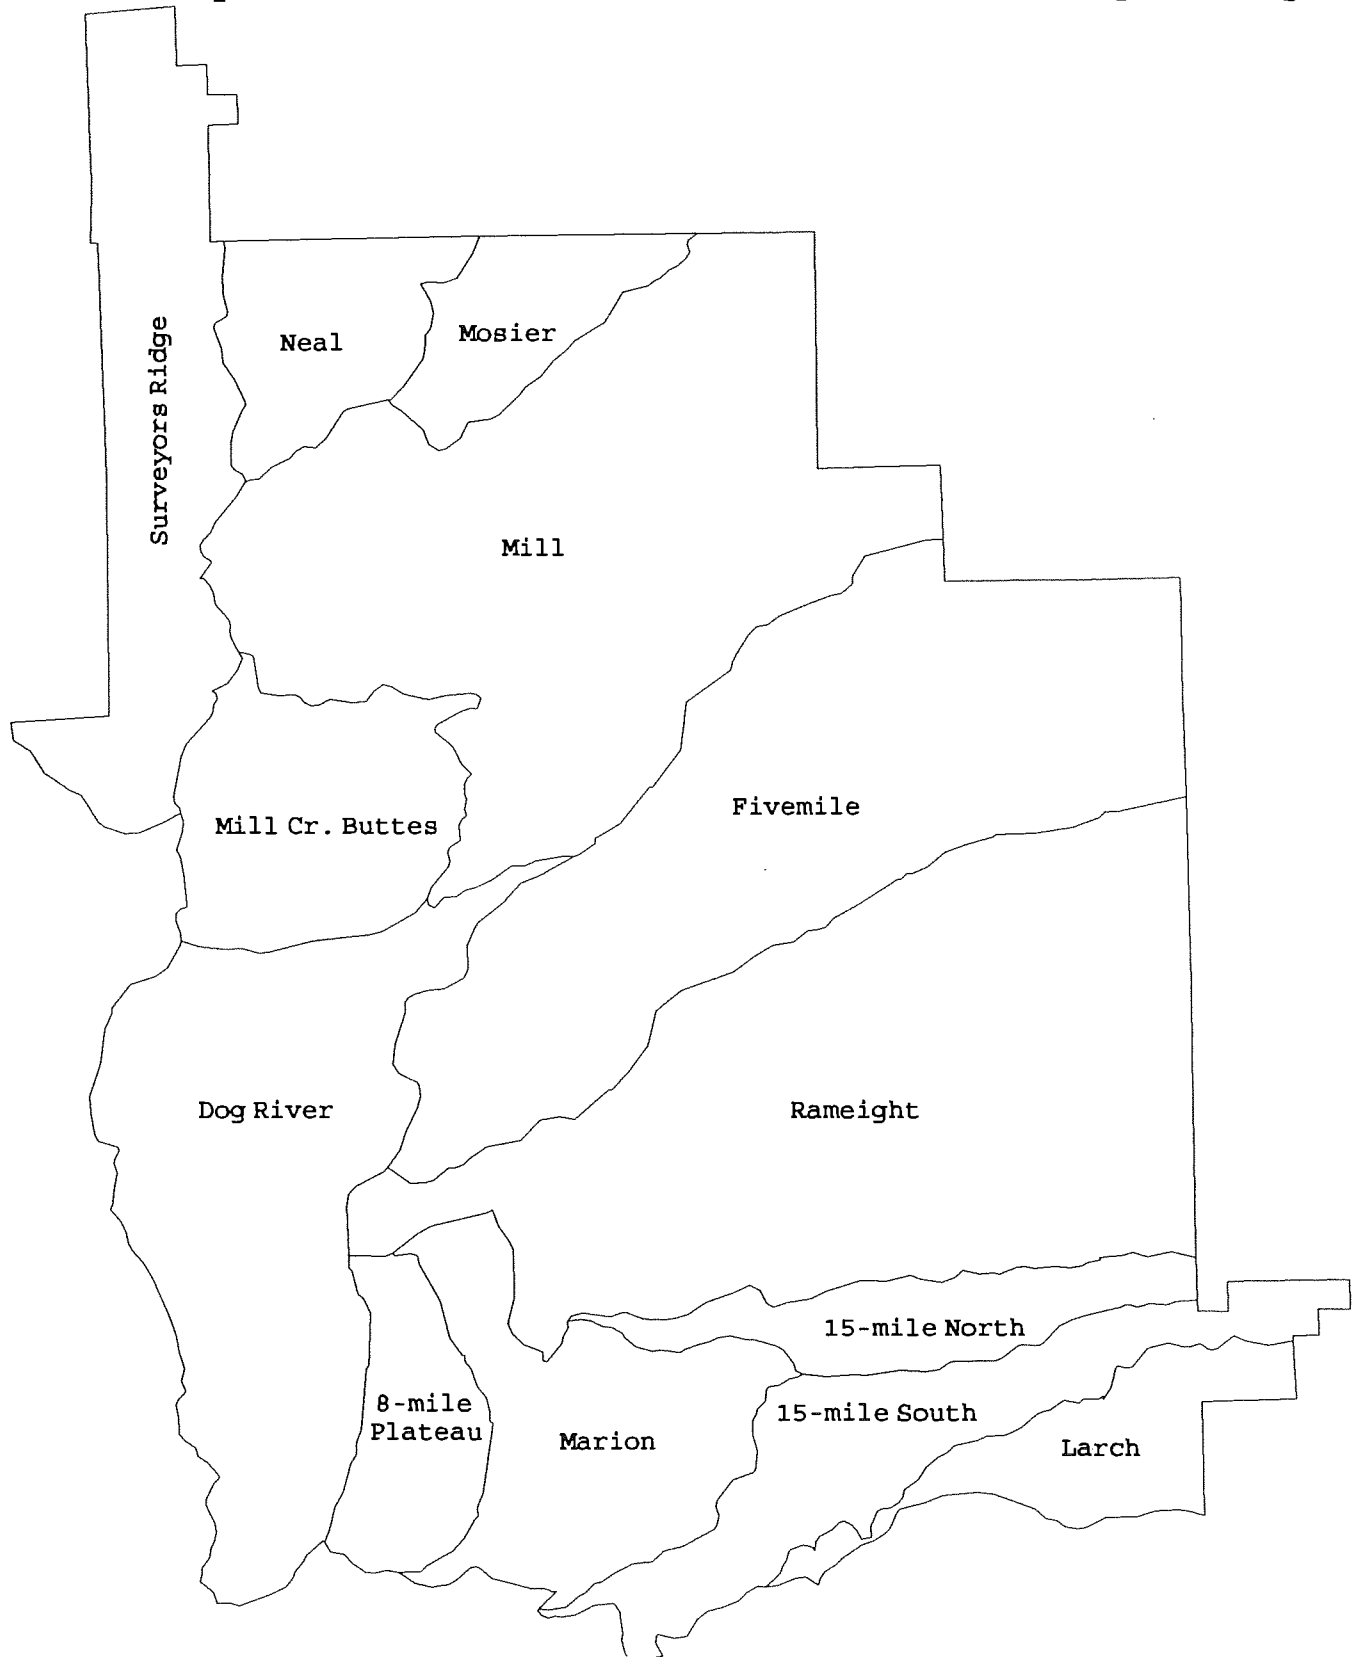 Neal
Mosier
Surveyors Ridge
Mill
Fivemile
Mill Cr. Buttes
Dog River
Rameight
15-mile North
8-mile
Plateau
15-mile South
Marion
Larch